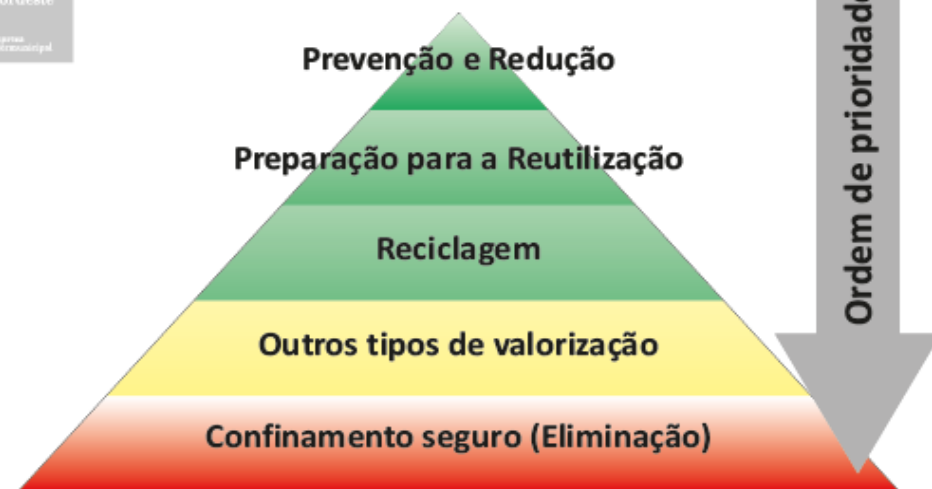 Prevenção e Redução
Preparação para a Reutilização
Reciclagem
Outros tipos de valorização
Confinamento seguro (Eliminação)
Ordem de prioridade